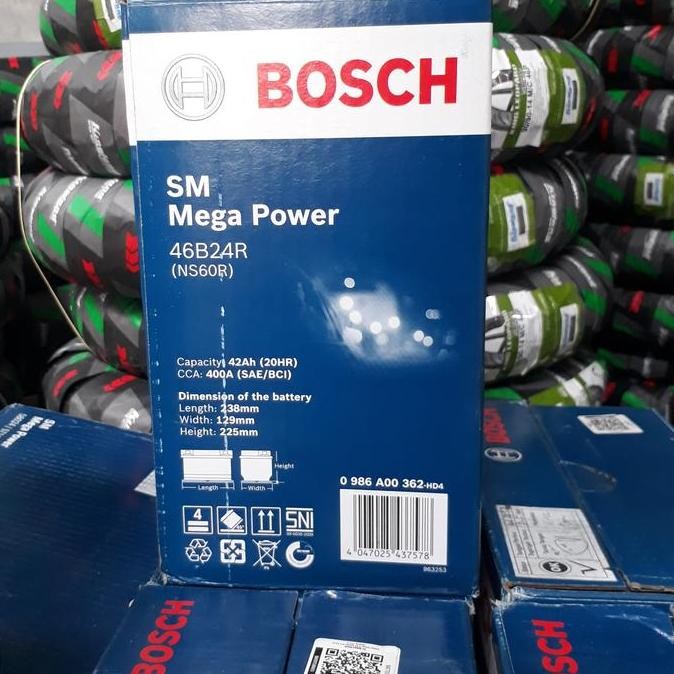 BOSCH
SM
Mega Power
46B24R
(NS60R)
Capacity: 42Ah (20HR)
CCA: 400A (SAE/BCI)
Dimension of the battery
Length: 238mm
Width: 129mm
Height: 225mm
Height
Length
Width
0 986 A00 362-HD4
4
SNI
4 047025 437578
963253
SM
Mega Power
BOSCH
BOSCH
BOSCH